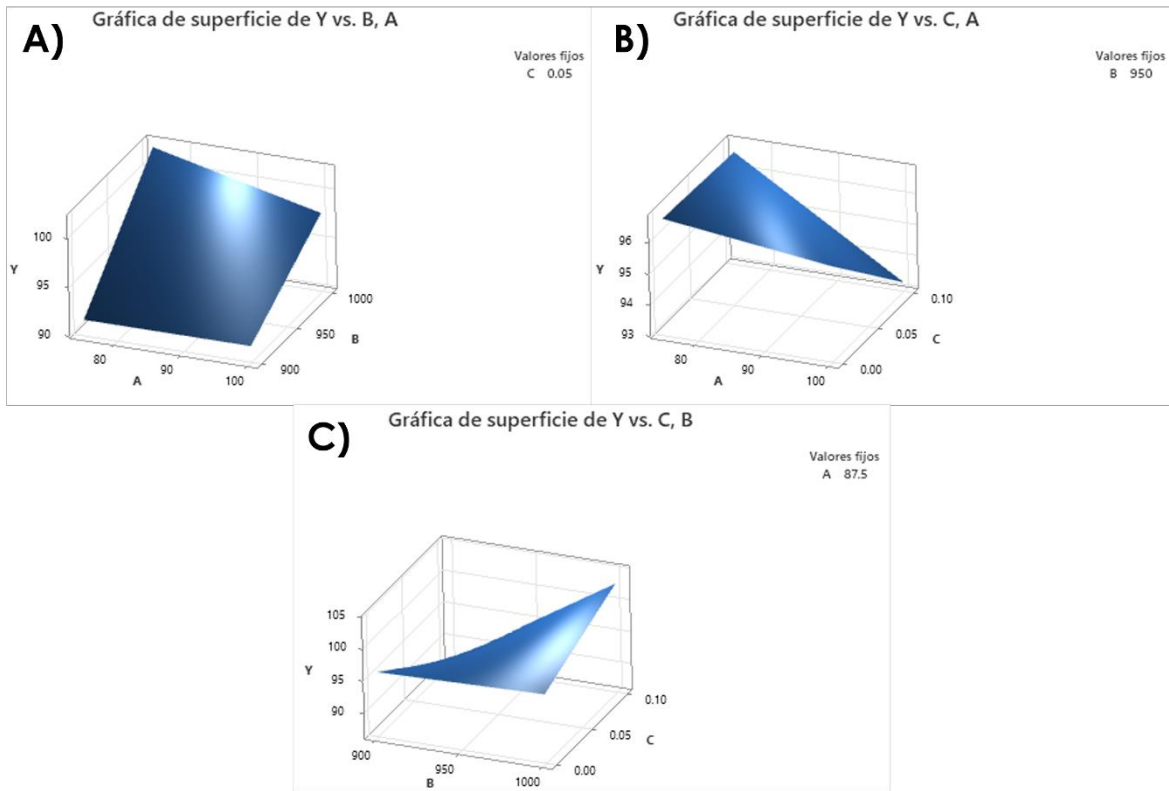 A)
Gráfica de superficie de Y vs. B, A
Valores fijos
C 0.05
100
95
90
Y
80
90
100
A
900
950
1000
B
B)
Gráfica de superficie de Y vs. C, A
Valores fijos
B 950
96
95
94
93
Y
80
90
100
A
0.00
0.05
0.10
C
C)
Gráfica de superficie de Y vs. C, B
Valores fijos
A 87.5
105
100
95
90
Y
900
950
1000
B
0.00
0.05
0.10
C